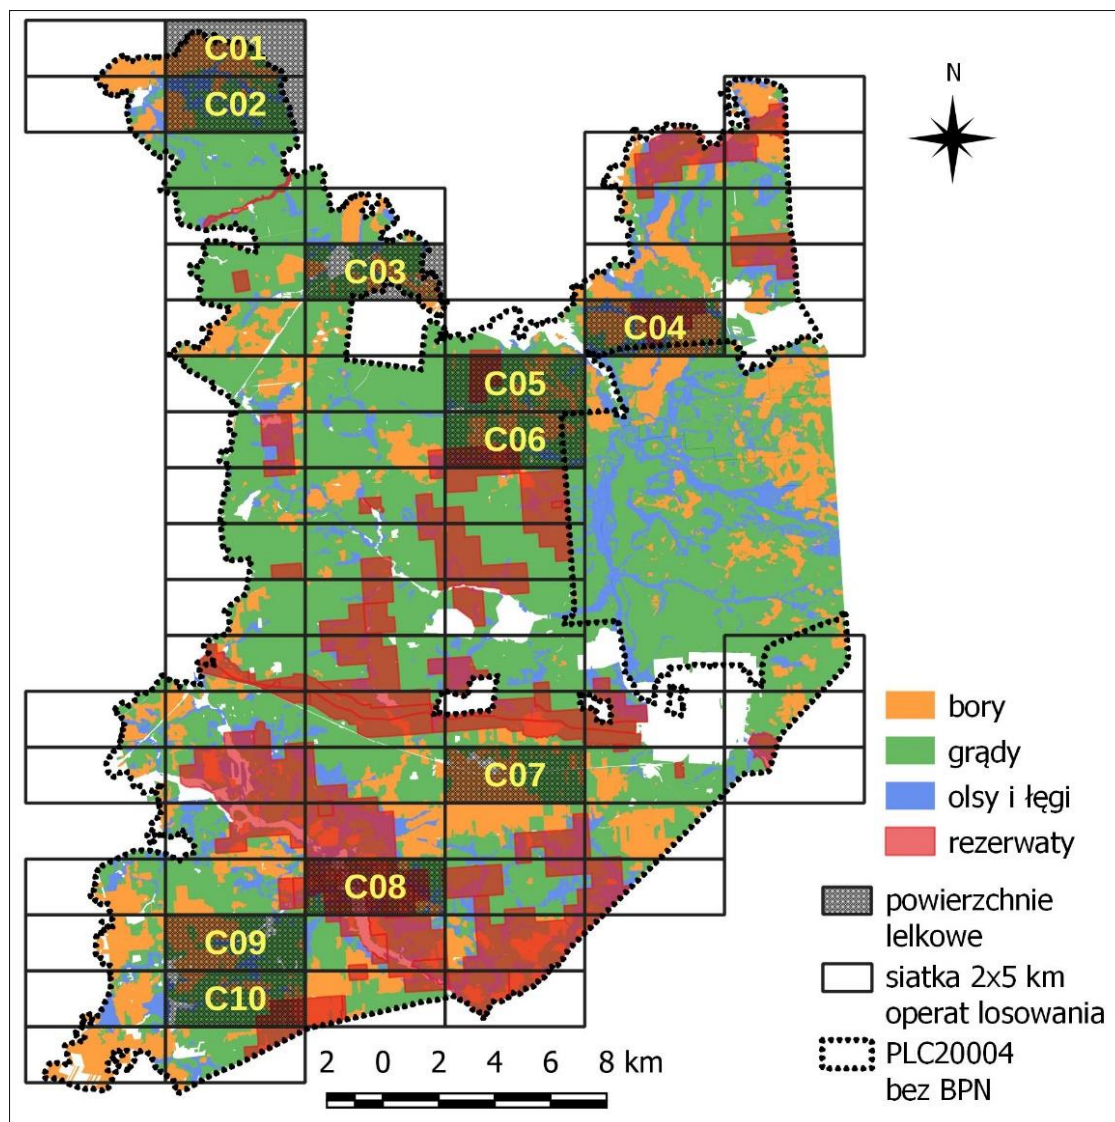 C01
C02
N
C03
C04
C05
C06
bory
grądy
C07
olsy i łęgi
rezerwaty
C08
powierzchnie
lelkowe
C09
siatka 2x5 km
C10
operat losowania
PLC20004
bez BPN
2 0 2 4 6 8 km